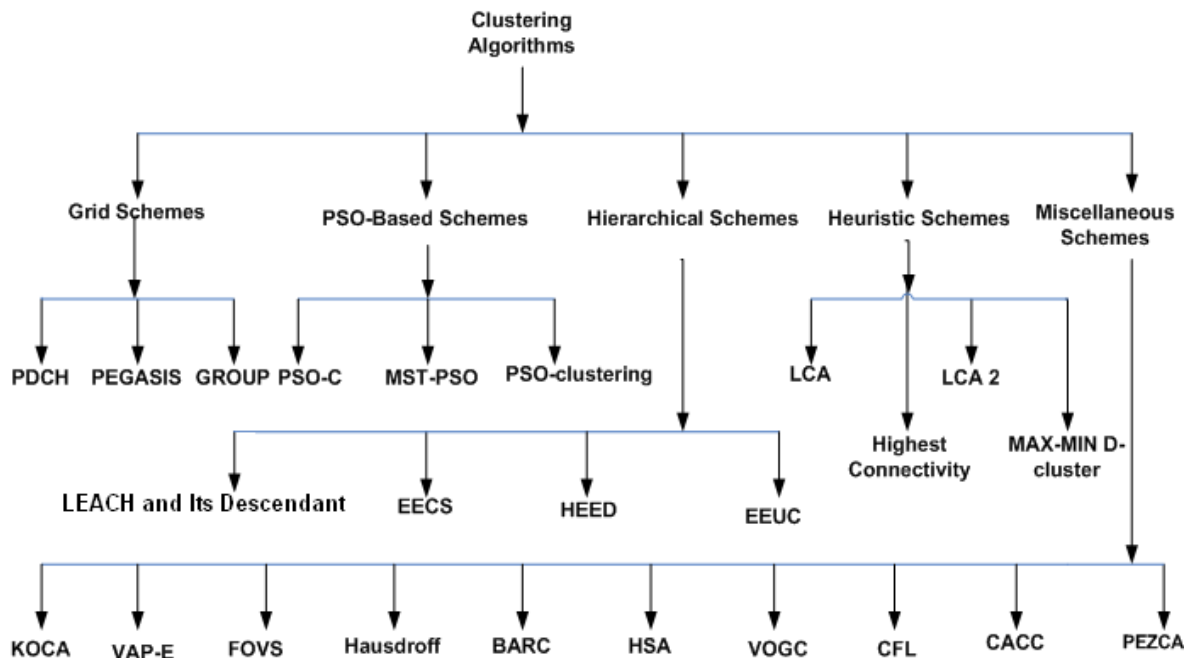 Clustering
Algorithms
Grid Schemes
PSO-Based Schemes
Hierarchical Schemes
Heuristic Schemes
Miscellaneous
Schemes
PDCH
PEGASIS
GROUP
PSO-C
MST-PSO
PSO-clustering
LCA
LCA 2
Highest
Connectivity
MAX-MIN D-
cluster
LEACH and Its Descendant
EECS
HEED
EEUC
KOCA
VAP-E
FOVS
Hausdroff
BARC
HSA
VOGC
CFL
CACC
PEZCA